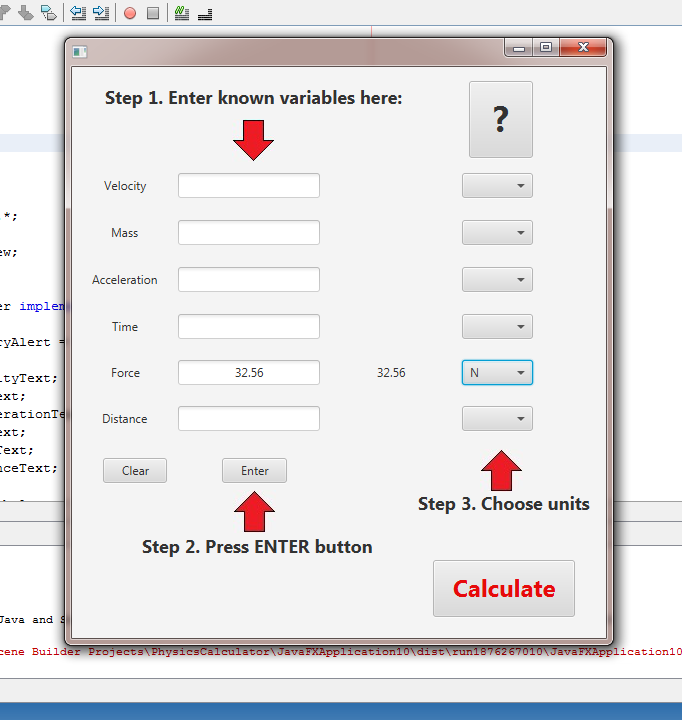 Step 1. Enter known variables here:
?
Velocity
Mass
Acceleration
Time
Force 32.56 32.56 N
Distance
Clear Enter
Step 3. Choose units
Step 2. Press ENTER button
Calculate
.*;
ew;
er implem
ryAlert =
ityText;
ext;
erationTe
ext;
Text;
nceText;
Java and S
cene Builder Projects\PhysicsCalculator\JavaFXApplication10\dist\run1876267010\JavaFXApplication10